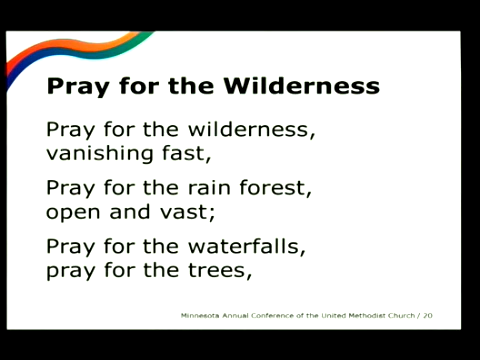 Pray for the Wilderness
Pray for the wilderness,
vanishing fast,
Pray for the rain forest,
open and vast;
Pray for the waterfalls,
pray for the trees,
Minnesota Annual Conference of the United Methodist Church / 20